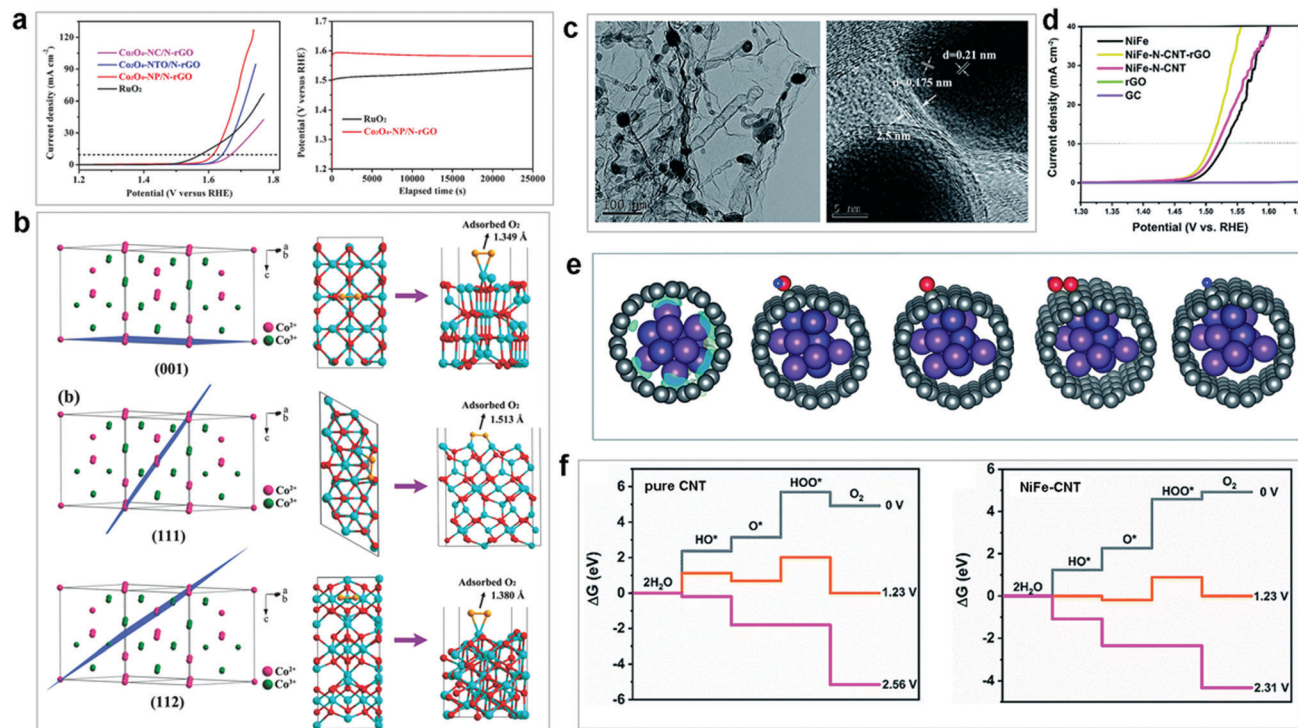 a
Current density (mA cm⁻²)
120
90
60
30
0
Co₃O₄-NC/N-rGO
Co₃O₄-NTO/N-rGO
Co₃O₄-NP/N-rGO
RuO₂
1.2 1.4 1.6 1.8
Potential (V versus RHE)
Potential (V versus RHE)
1.7
1.6
1.5
1.4
1.3
1.2
RuO₂
Co₃O₄-NP/N-rGO
0 5000 10000 15000 20000 25000
Elapsed time (s)
b
a
b
c
Co²⁺
Co³⁺
(001)
Adsorbed O₂
1.349 Å
(b)
a
b
c
Co²⁺
Co³⁺
(111)
Adsorbed O₂
1.513 Å
a
b
c
Co²⁺
Co³⁺
(112)
Adsorbed O₂
1.380 Å
c
100 nm
d=0.21 nm
d=0.175 nm
2.5 nm
5 nm
d
Current density (mA cm⁻²)
40
30
20
10
0
NiFe
NiFe-N-CNT-rGO
NiFe-N-CNT
rGO
GC
1.30 1.35 1.40 1.45 1.50 1.55 1.60 1.65
Potential (V vs. RHE)
e
f
ΔG (eV)
6
4
2
0
-2
-4
-6
pure CNT
2H₂O
HO*
O*
HOO*
O₂
0 V
1.23 V
2.56 V
ΔG (eV)
6
4
2
0
-2
-4
NiFe-CNT
2H₂O
HO*
O*
HOO*
O₂
0 V
1.23 V
2.31 V